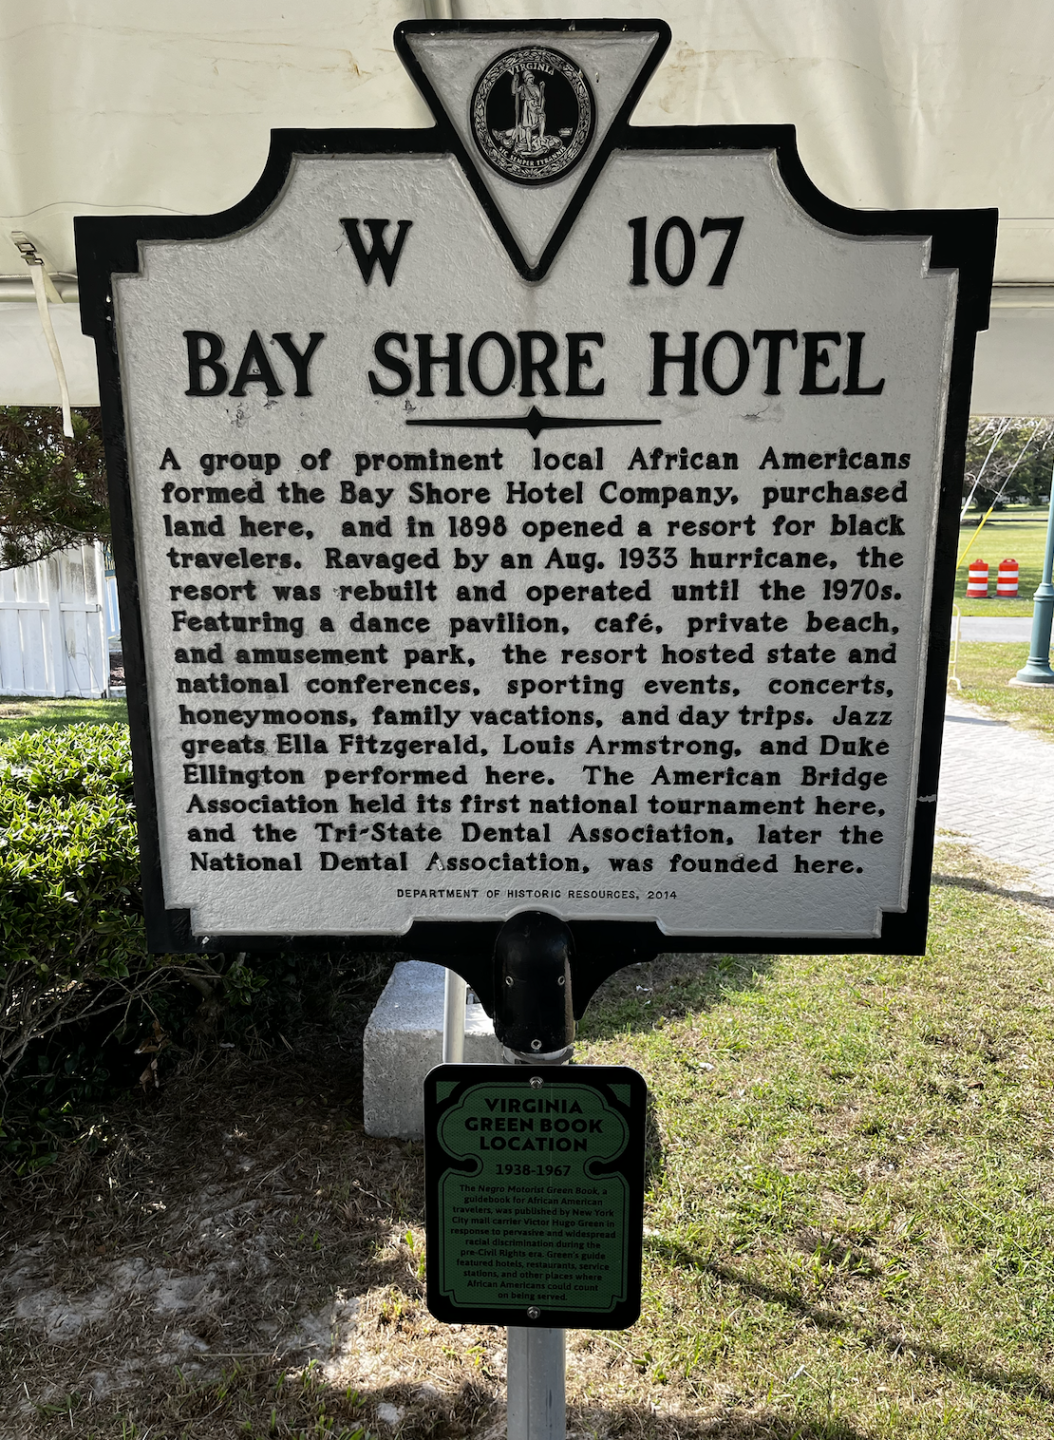 VIRGINIA
SIC SEMPER TYRANNIS
W 107
BAY SHORE HOTEL
A group of prominent local African Americans
formed the Bay Shore Hotel Company, purchased
land here, and in 1898 opened a resort for black
travelers. Ravaged by an Aug. 1933 hurricane, the
resort was rebuilt and operated until the 1970s.
Featuring a dance pavilion, café, private beach,
and amusement park, the resort hosted state and
national conferences, sporting events, concerts,
honeymoons, family vacations, and day trips. Jazz
greats Ella Fitzgerald, Louis Armstrong, and Duke
Ellington performed here. The American Bridge
Association held its first national tournament here,
and the Tri-State Dental Association, later the
National Dental Association, was founded here.
DEPARTMENT OF HISTORIC RESOURCES, 2014
VIRGINIA
GREEN BOOK
LOCATION
1938-1967
The Negro Motorist Green Book, a
guidebook for African American
travelers, was published by New York
City mail carrier Victor Hugo Green in
response to pervasive and widespread
racial discrimination during the
pre-Civil Rights era. Green's guide
featured hotels, restaurants, service
stations, and other places where
African Americans could count
on being served.